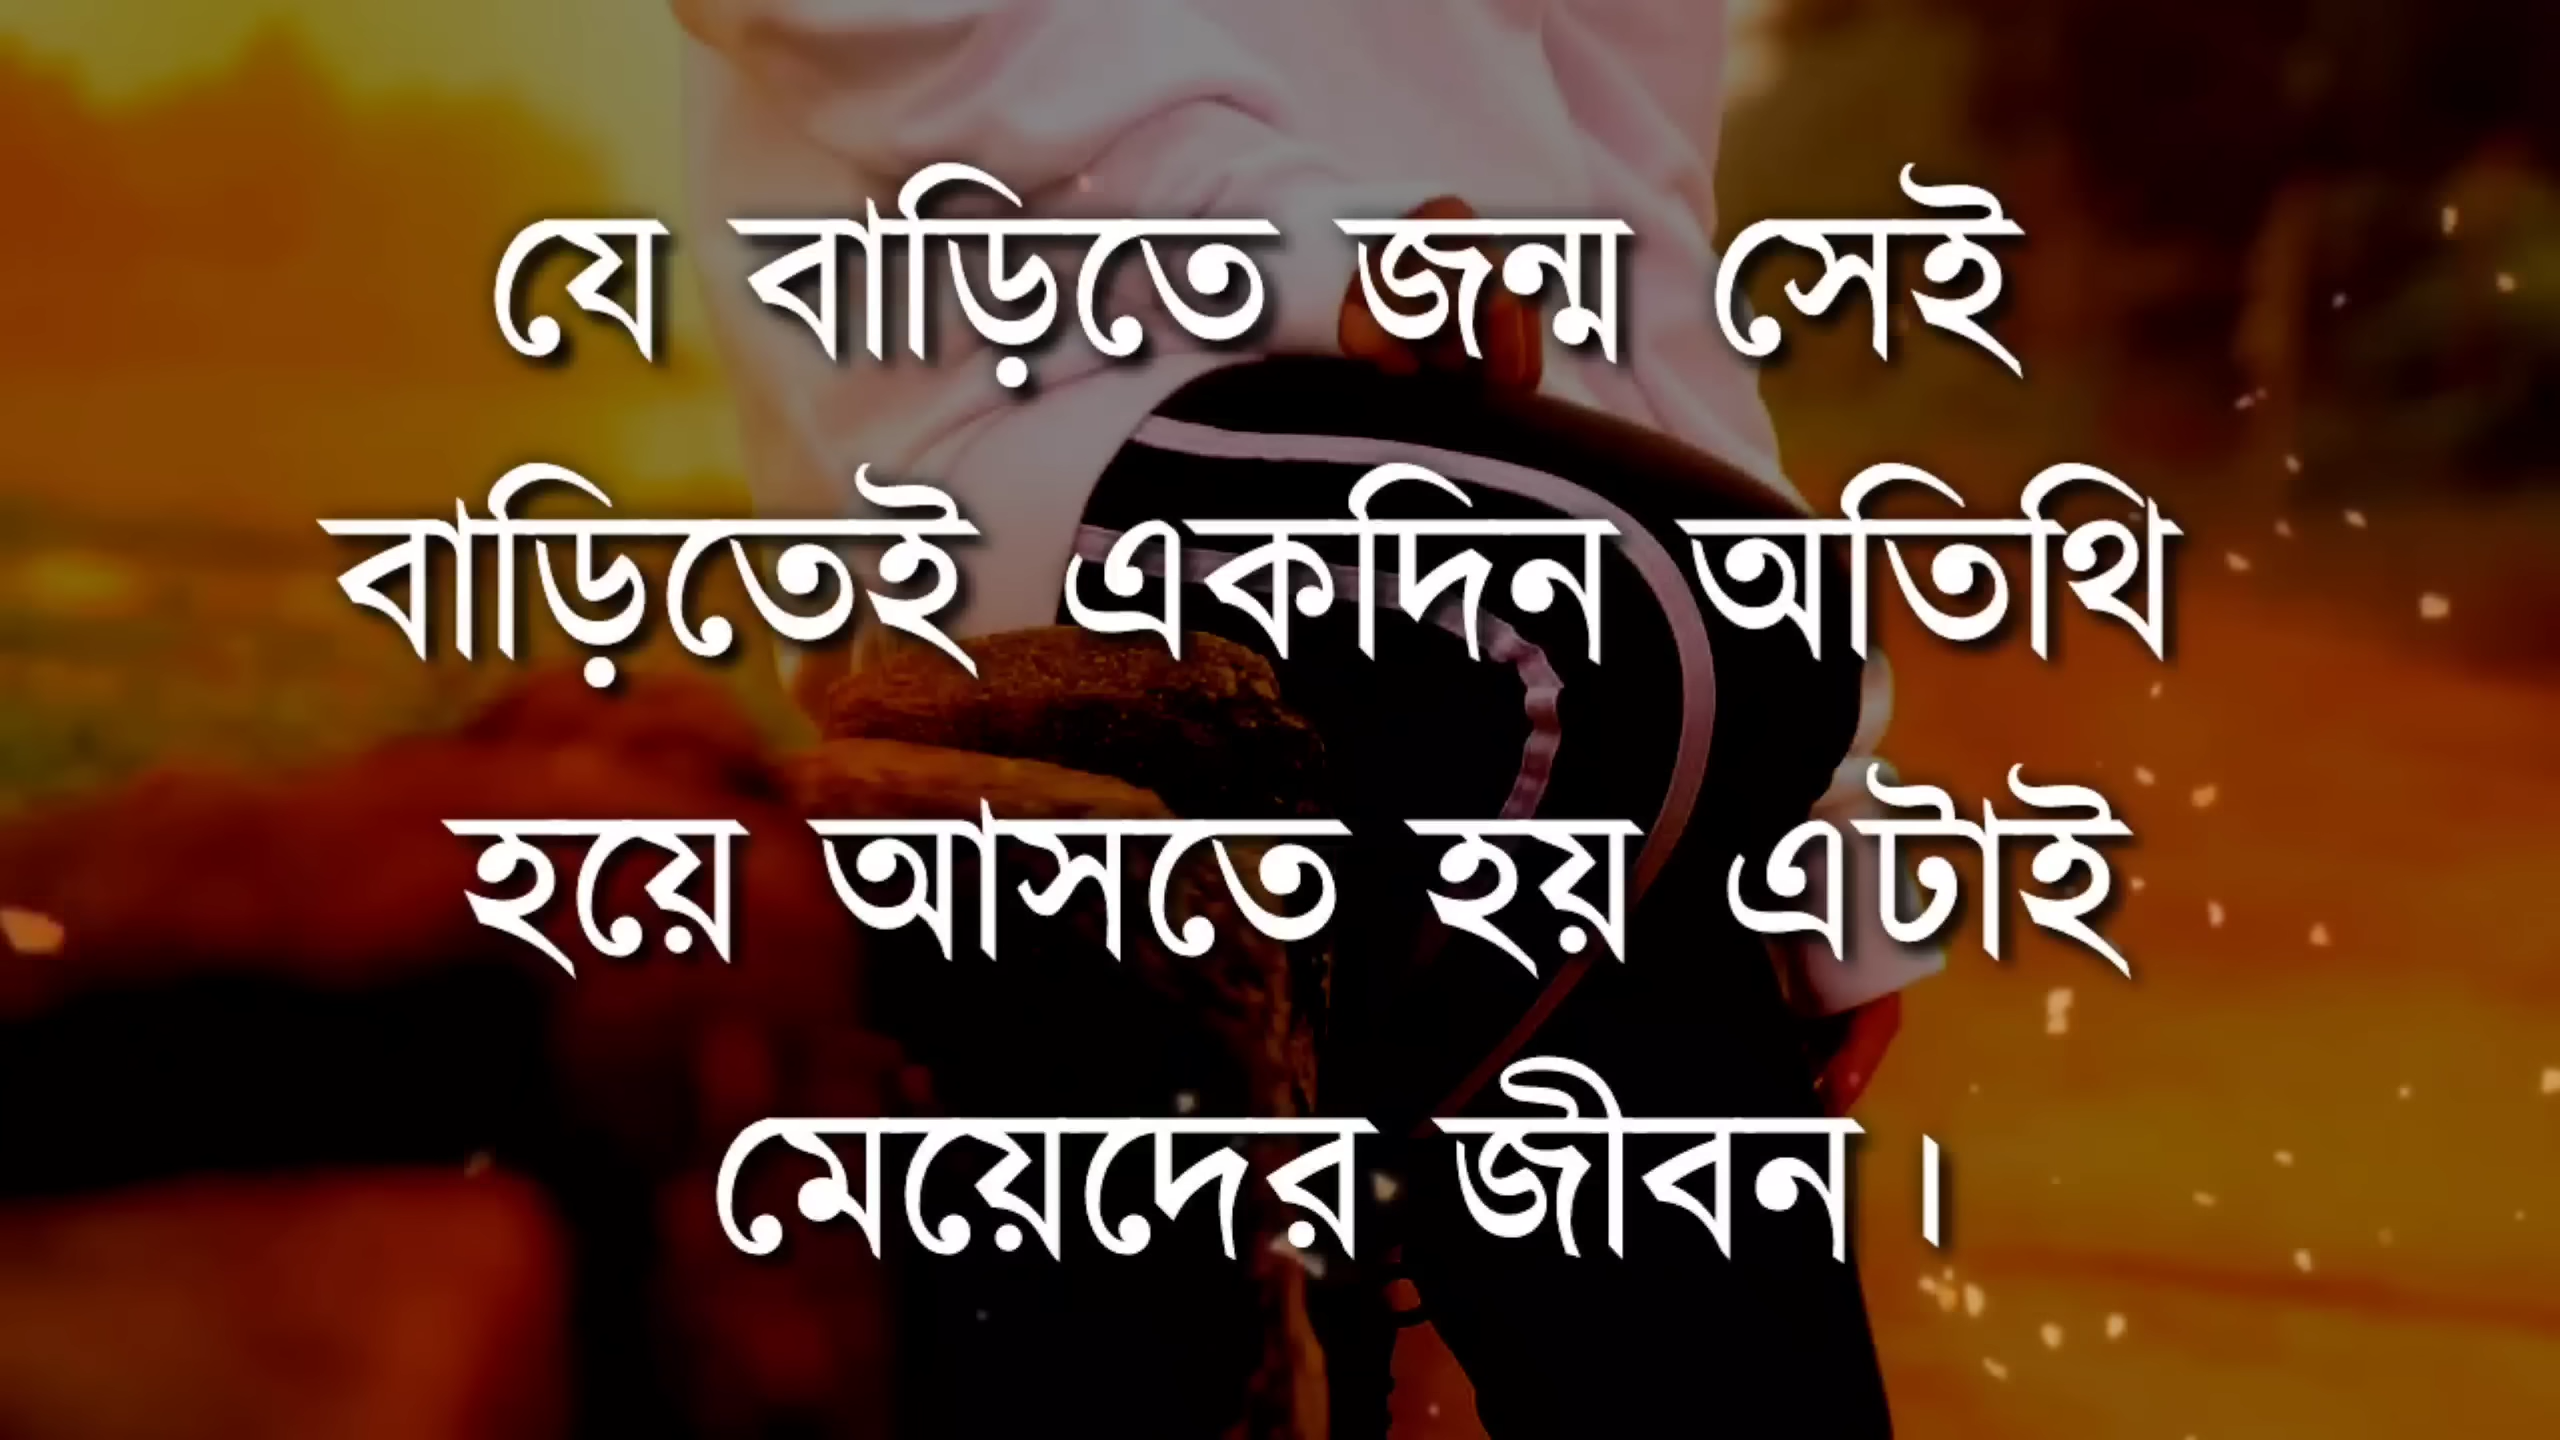 যে বাড়িতে জন্ম সেই
বাড়িতেই একদিন অতিথি
হয়ে আসতে হয় এটাই
মেয়েদের জীবন।